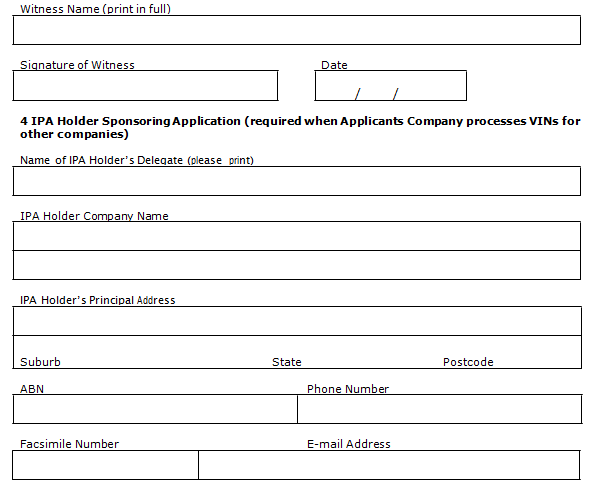 Witness Name (print in full)
Signature of Witness Date
/ /
4 IPA Holder Sponsoring Application (required when Applicants Company processes VINs for
other companies)
Name of IPA Holder's Delegate (please print)
IPA Holder Company Name
IPA Holder's Principal Address
Suburb State Postcode
ABN Phone Number
Facsimile Number E-mail Address